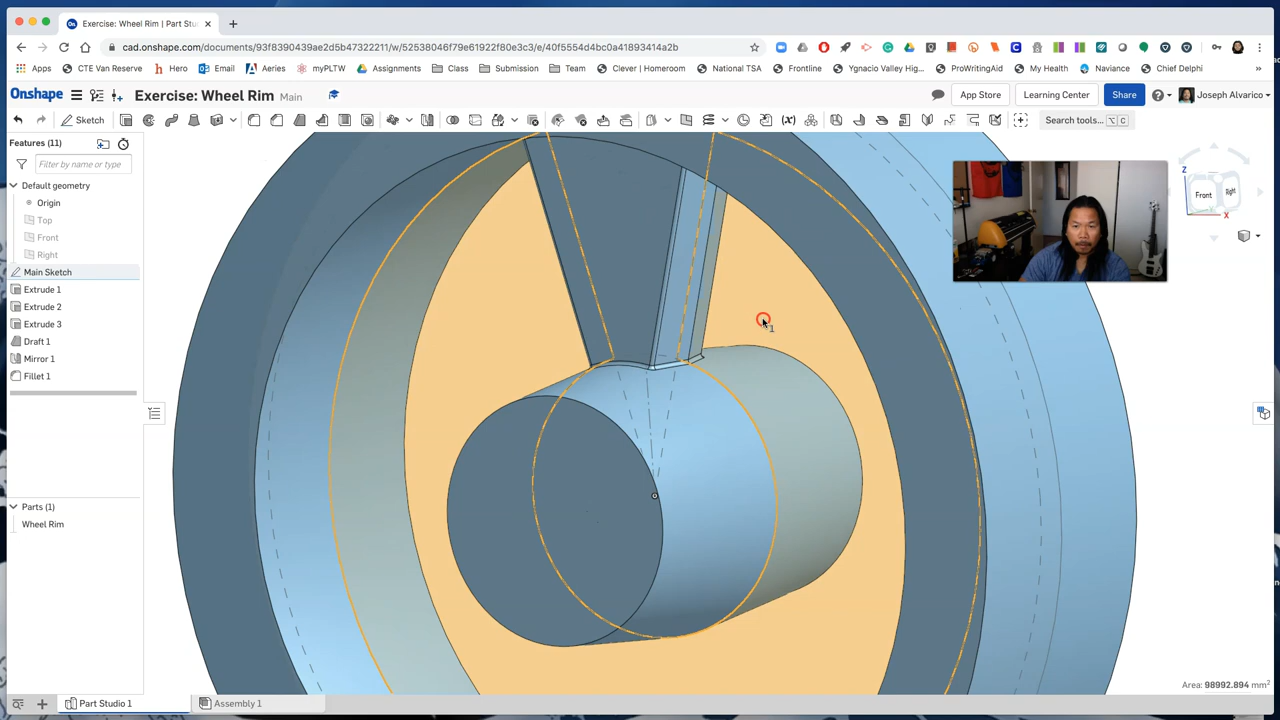 Exercise: Wheel Rim | Part Stu
cad.onshape.com/documents/93f8390439ae2d5b47322211/w/52538046f79e61922f80e3c3/e/40f5554d4bc0a41893414a2b
Apps
CTE Van Reserve
Hero
Email
Aeries
myPLTW
Assignments
Class
Submission
Team
Clever | Homeroom
National TSA
Frontline
Ygnacio Valley Hig...
ProWritingAid
My Health
Naviance
Chief Delphi
Onshape
Exercise: Wheel Rim Main
App Store
Learning Center
Share
Joseph Alvarico
Sketch
Search tools...
C
Features (11)
Filter by name or type
Default geometry
Origin
Top
Front
Right
Main Sketch
Extrude 1
Extrude 2
Extrude 3
Draft 1
Mirror 1
Fillet 1
Parts (1)
Wheel Rim
Z
Front
Right
X
1
Area: 98992.894 mm²
Part Studio 1
Assembly 1